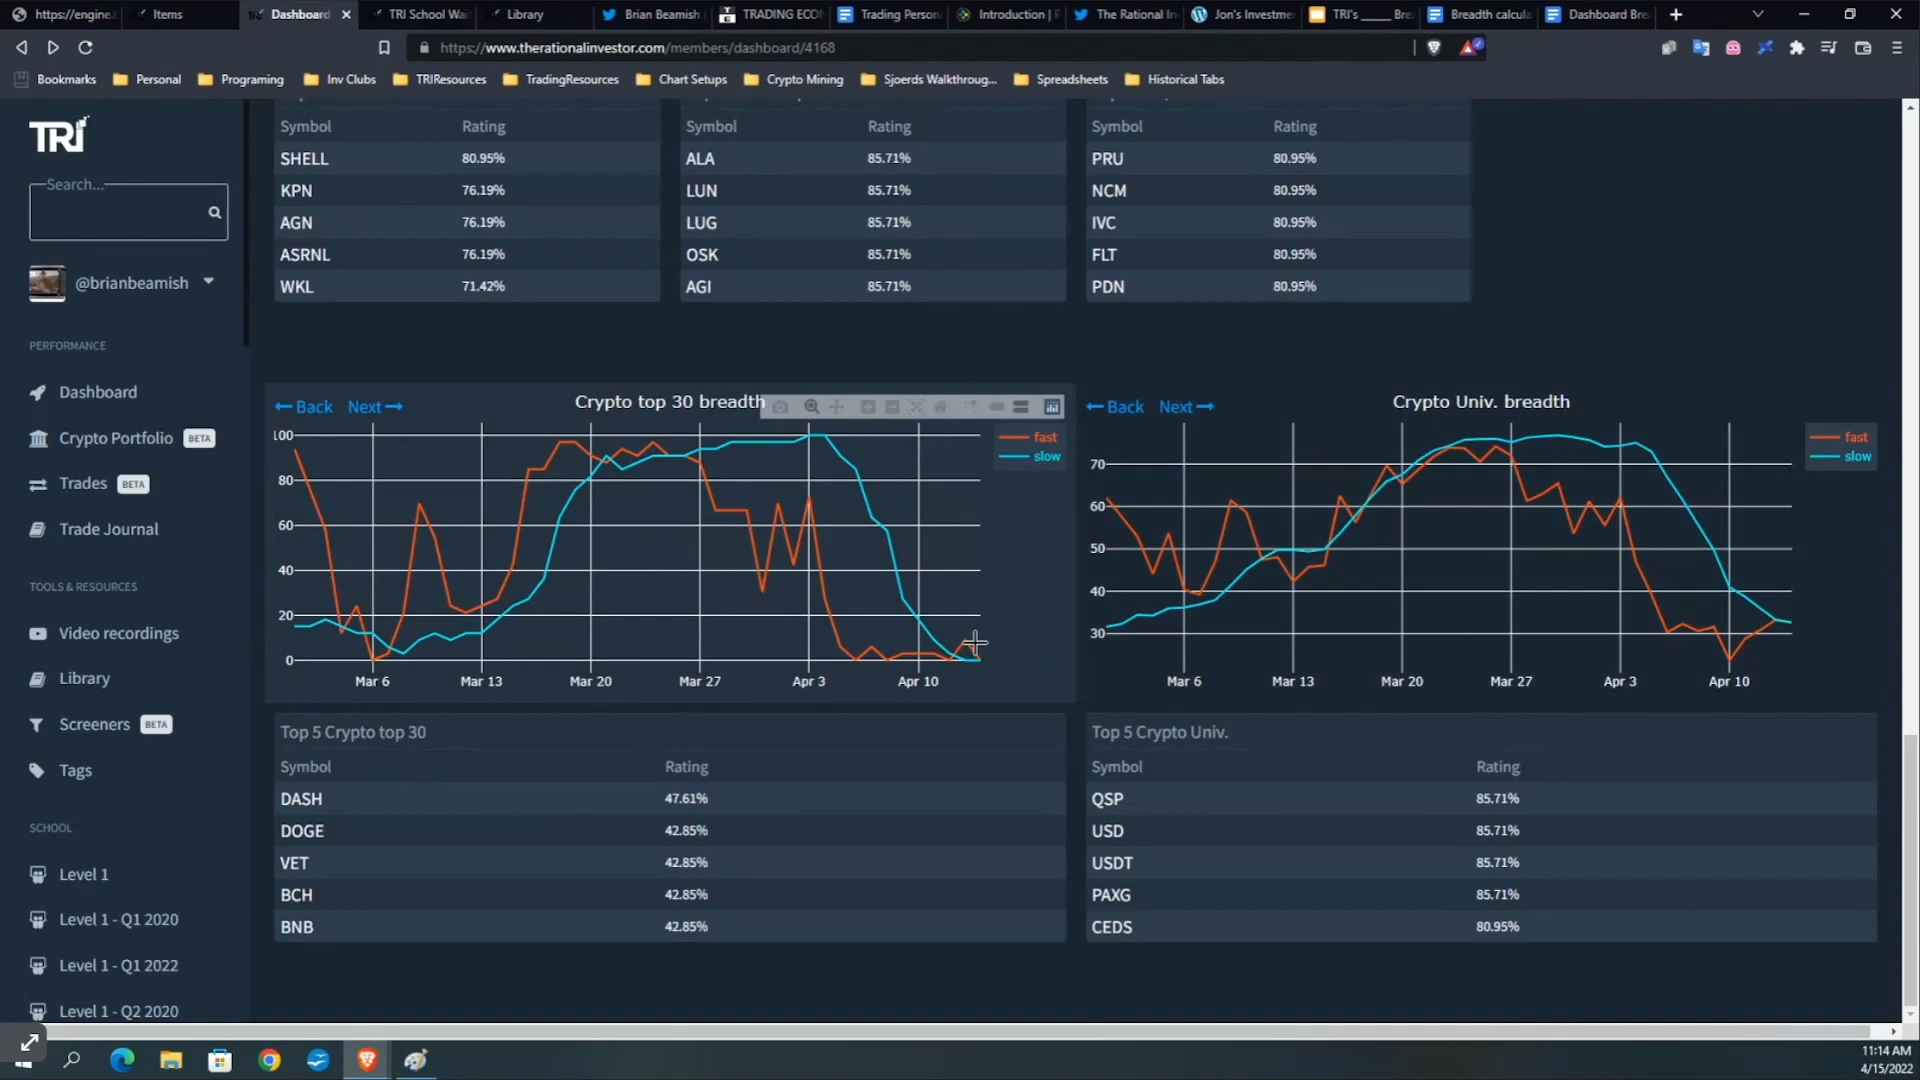 https://engine.
Items
Dashboard
TRI School Wai
Library
Brian Beamish (
TRADING ECON
Trading Person
Introduction | P
The Rational In
Jon's Investme
TRI's _____ Bre
Breadth calcula
Dashboard Bre
https://www.therationalinvestor.com/members/dashboard/4168
Bookmarks
Personal
Programing
Inv Clubs
TRIResources
TradingResources
Chart Setups
Crypto Mining
Sjoerds Walkthroug...
Spreadsheets
Historical Tabs
TRI
Search...
@brianbeamish
PERFORMANCE
Dashboard
Crypto Portfolio BETA
Trades BETA
Trade Journal
TOOLS & RESOURCES
Video recordings
Library
Screeners BETA
Tags
SCHOOL
Level 1
Level 1 - Q1 2020
Level 1 - Q1 2022
Level 1 - Q2 2020
Symbol Rating
SHELL 80.95%
KPN 76.19%
AGN 76.19%
ASRNL 76.19%
WKL 71.42%
Symbol Rating
ALA 85.71%
LUN 85.71%
LUG 85.71%
OSK 85.71%
AGI 85.71%
Symbol Rating
PRU 80.95%
NCM 80.95%
IVC 80.95%
FLT 80.95%
PDN 80.95%
Back Next
Crypto top 30 breadth
fast
slow
100
80
60
40
20
0
Mar 6 Mar 13 Mar 20 Mar 27 Apr 3 Apr 10
Back Next
Crypto Univ. breadth
fast
slow
70
60
50
40
30
Mar 6 Mar 13 Mar 20 Mar 27 Apr 3 Apr 10
Top 5 Crypto top 30
Symbol Rating
DASH 47.61%
DOGE 42.85%
VET 42.85%
BCH 42.85%
BNB 42.85%
Top 5 Crypto Univ.
Symbol Rating
QSP 85.71%
USD 85.71%
USDT 85.71%
PAXG 85.71%
CEDS 80.95%
11:14 AM
4/15/2022